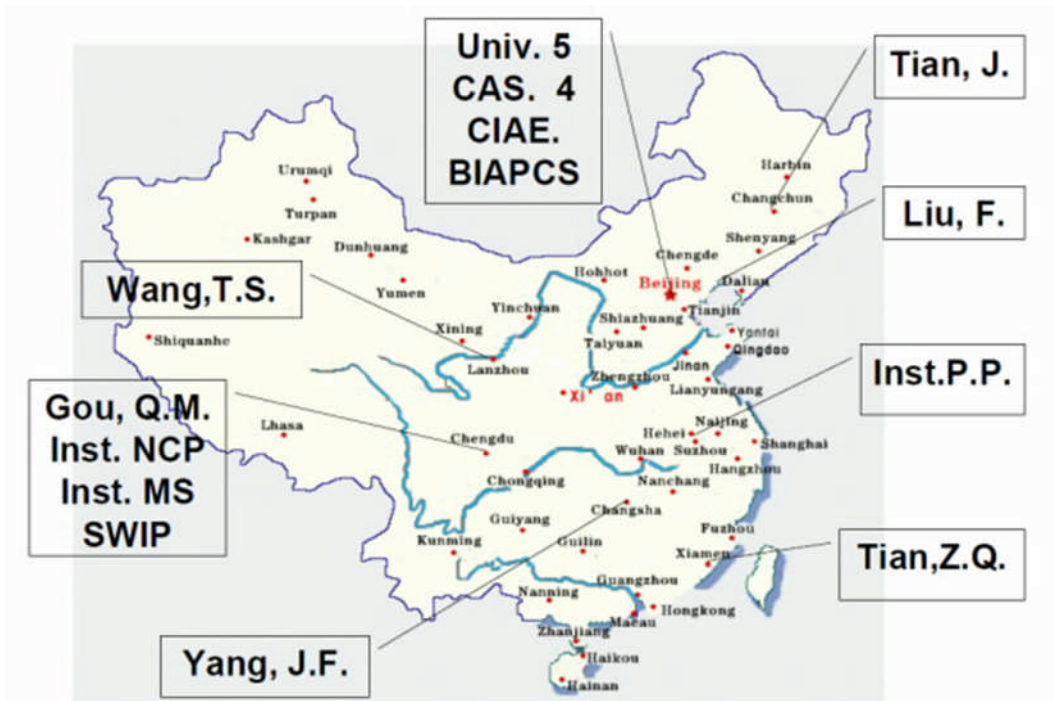 Univ. 5
CAS. 4
CIAE.
BIAPCS
Tian, J.
Harbin
Urumqi
Changchun
Turpan
Liu, F.
Kashgar
Shenyang
Dunhuang
Chengde
Hohhot
Wang,T.S.
Beijing
Dalian
Yumen
Yinchuan
Tianjin
Shiazhuang
Xining
Yantai
Shiquanhe
Taiyuan
Qingdao
Lanzhou
Jinan
Inst.P.P.
Zhengzhou
Lianyungang
Xi' an
Gou, Q.M.
Inst. NCP
Inst. MS
SWIP
Lhasa
Naijing
Hehei
Chengdu
Shanghai
Wuhan
Suzhou
Hangzhou
Chongqing
Nanchang
Changsha
Guiyang
Fuzhou
Kunming
Guilin
Xiamen
Tian,Z.Q.
Guangzhou
Nanning
Hongkong
Macau
Zhanjiang
Yang, J.F.
Haikou
Hainan